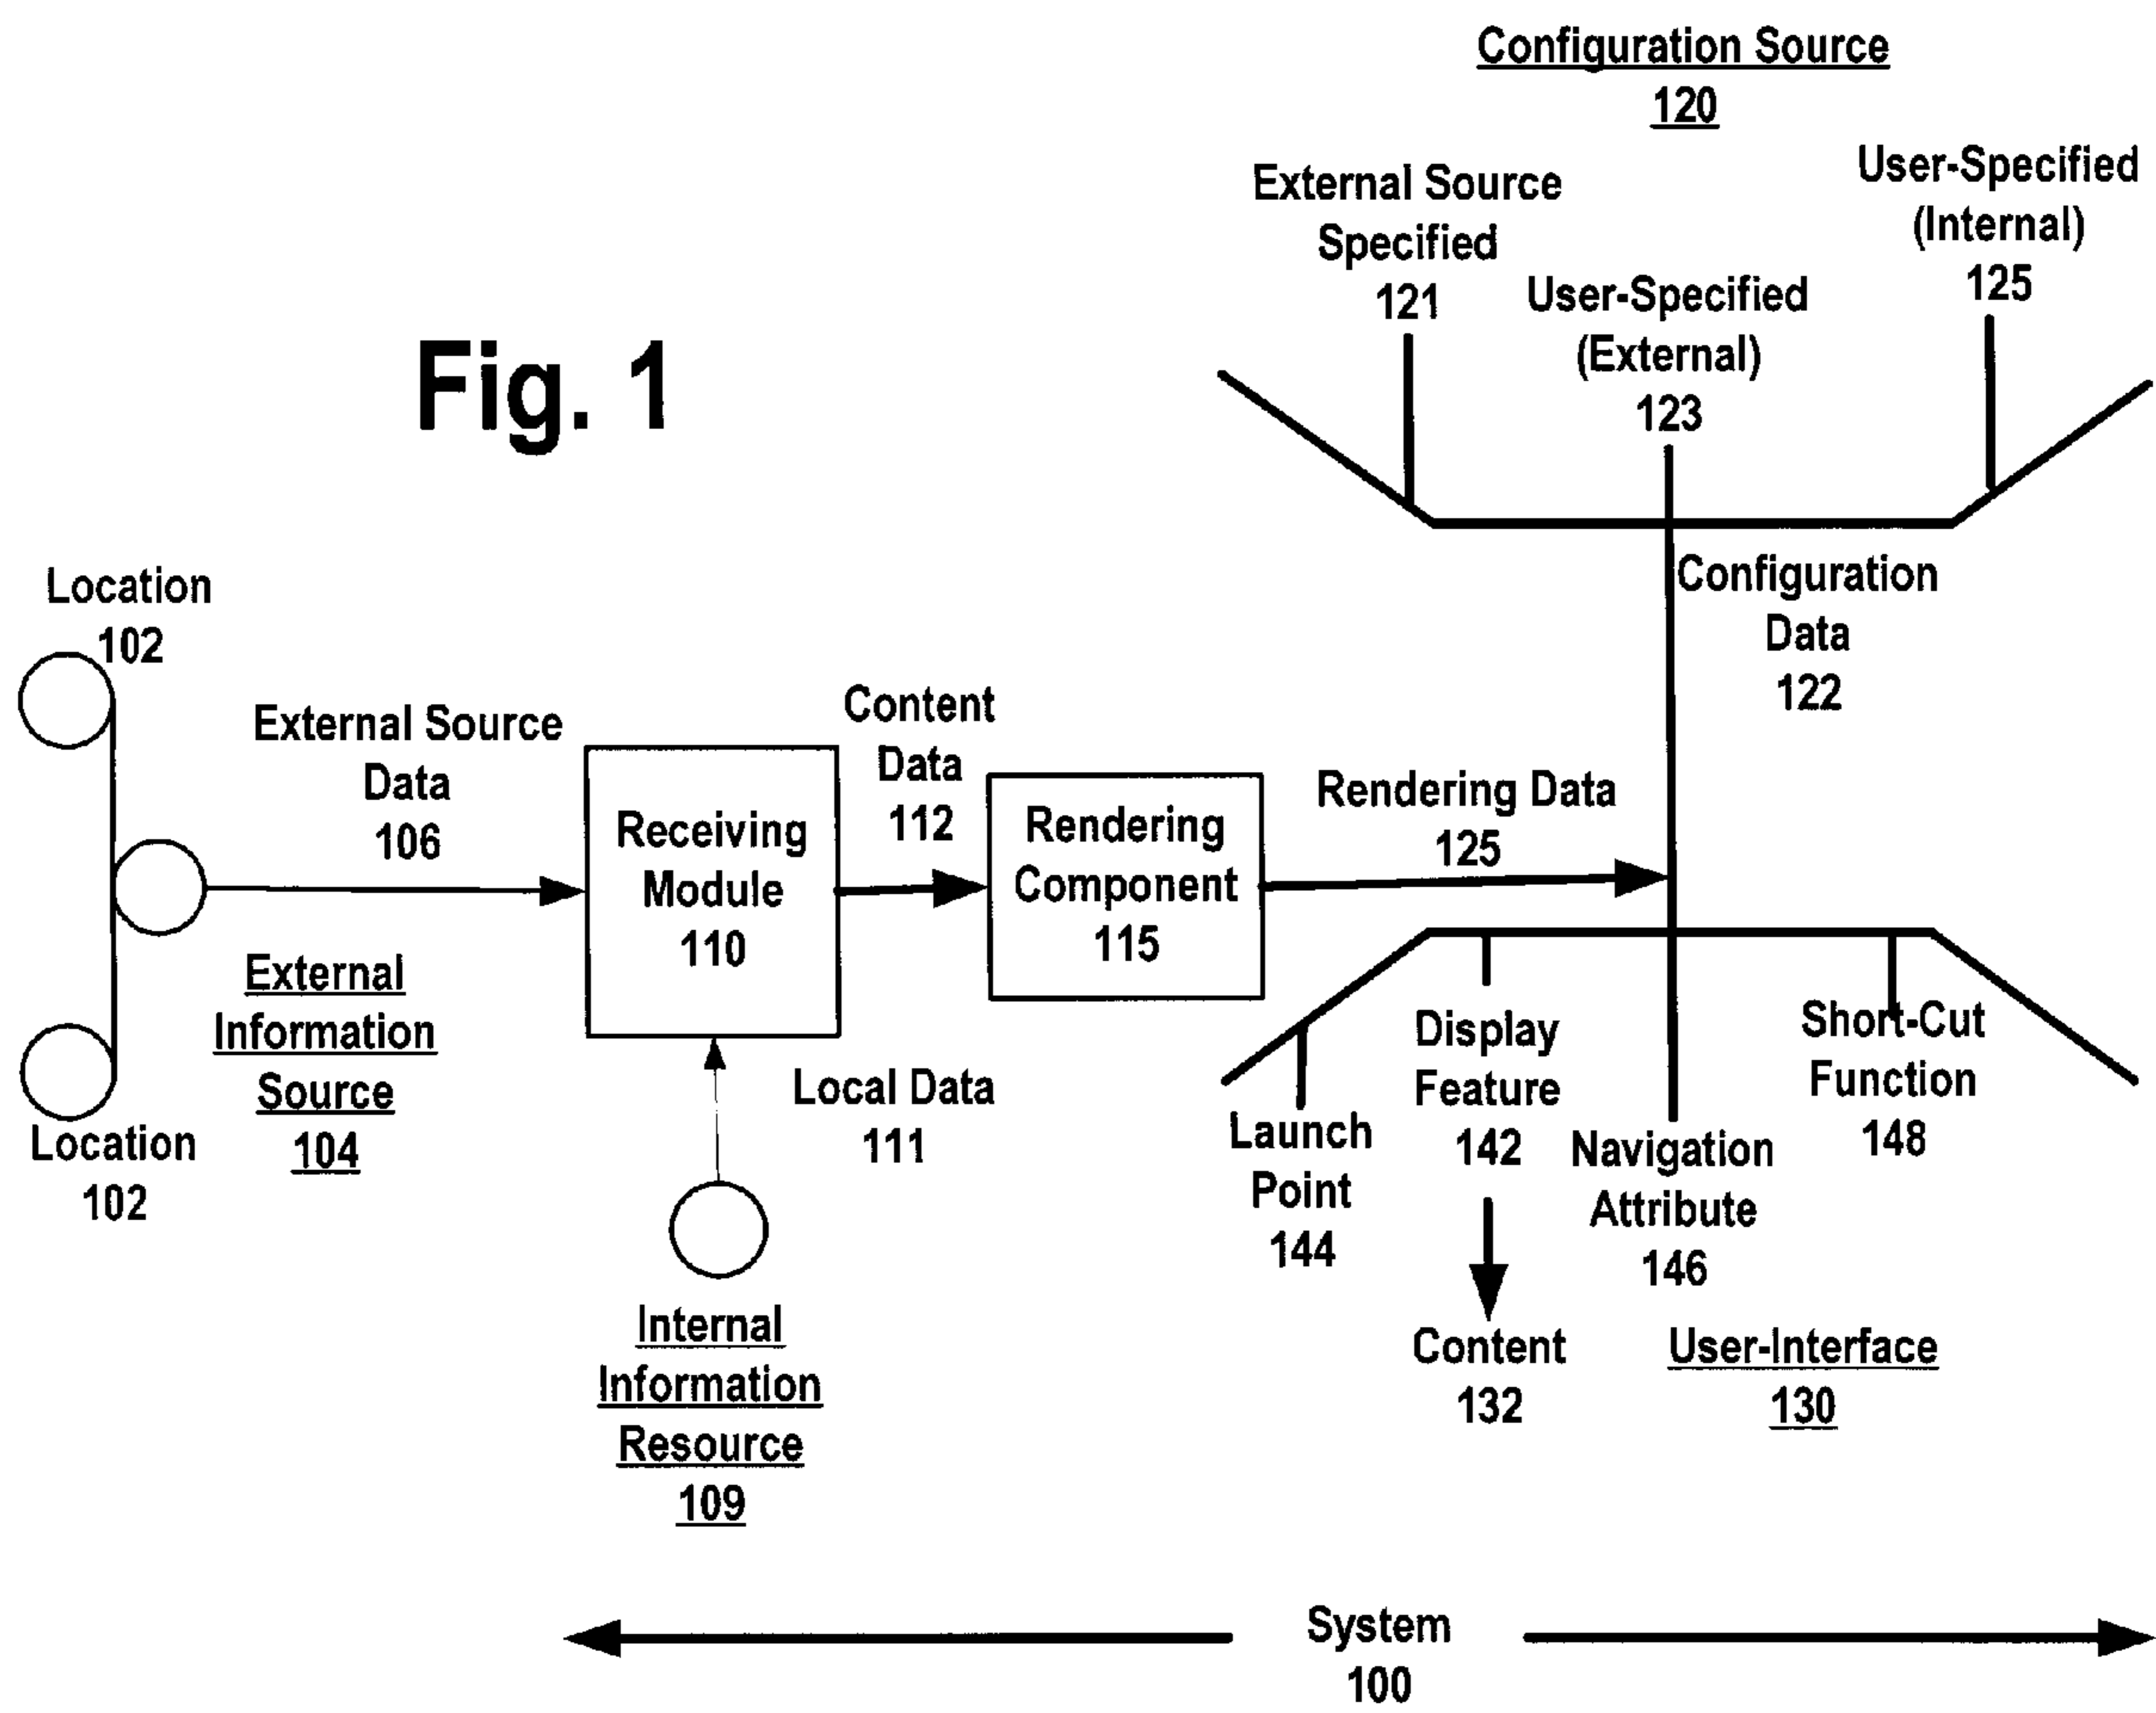 Configuration Source
120
External Source
Specified
121
User-Specified
(External)
123
User-Specified
(Internal)
125
Fig. 1
Configuration
Data
122
Location
102
External Source
Data
106
Content
Data
112
Receiving
Module
110
Rendering
Component
115
Rendering Data
125
External
Information
Source
104
Location
102
Local Data
111
Internal
Information
Resource
109
Launch
Point
144
Display
Feature
142
Navigation
Attribute
146
Short-Cut
Function
148
Content
132
User-Interface
130
System
100